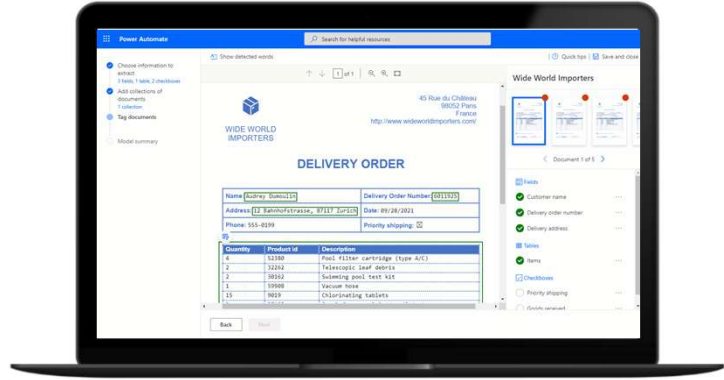 Power Automate
Search for helpful resources
Show detected words
Quick tips
Save and close
Choose information to extract
3 fields, 1 table, 2 checkboxes
Add collections of documents
1 collection
Tag documents
Model summary
1 of 1
WIDE WORLD
IMPORTERS
45 Rue du Château
98052 Paris
France
http://www.wideworldimporters.com/
DELIVERY ORDER
Name: Audrey Dumoulin Delivery Order Number:
Address: 12 Bahnhofstrasse, 87117 Zurich Date: 09/28/2021
Phone: 555-0199 Priority shipping:
Quantity Product id Description
4 52380 Pool filter cartridge (type A/C)
2 32262 Telescopic leaf debris
2 30162 Swimming pool test kit
1 59908 Vacuum hose
15 9019 Chlorinating tablets
Back
Next
Wide World Importers
Document 1 of 5
Fields
Customer name
Delivery order number
Delivery address
Tables
Items
Checkboxes
Priority shipping
Goods received